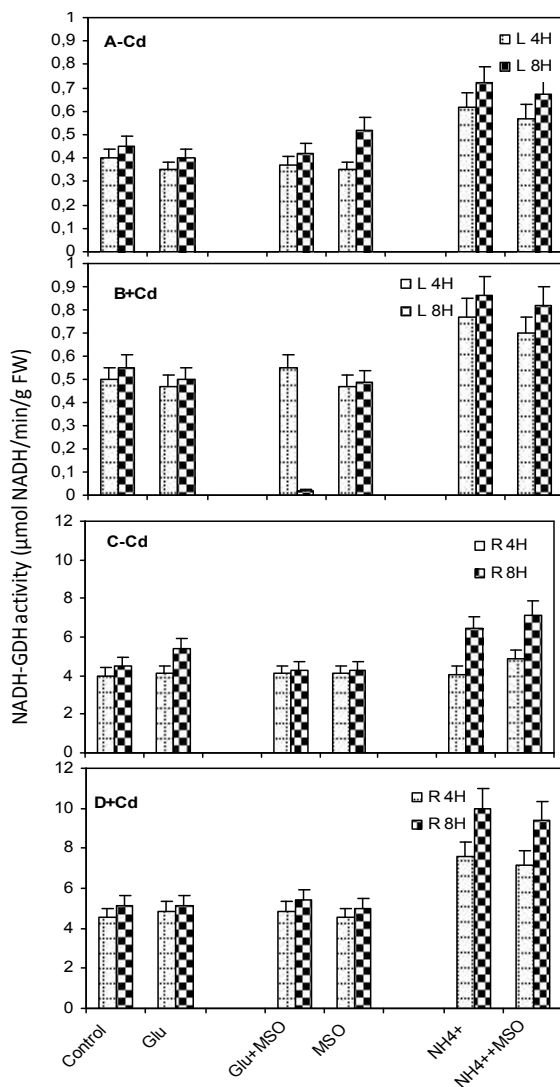 NADH-GDH activity (µmol NADH/min/g FW)
A-Cd
L 4H
L 8H
1
0,9
0,8
0,7
0,6
0,5
0,4
0,3
0,2
0,1
0
B+Cd
L 4H
L 8H
1
0,9
0,8
0,7
0,6
0,5
0,4
0,3
0,2
0,1
0
C-Cd
R 4H
R 8H
12
10
8
6
4
2
0
D+Cd
R 4H
R 8H
12
10
8
6
4
2
0
Control
Glu
Glu+MSO
MSO
NH4+
NH4++MSO